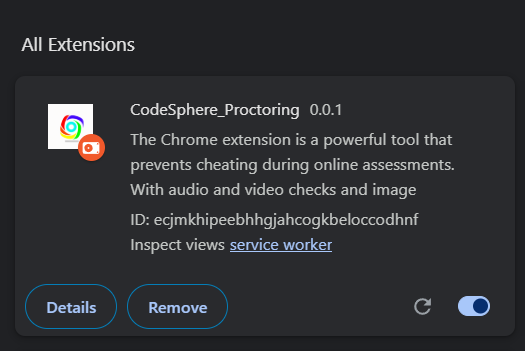 All Extensions
CodeSphere_Proctoring 0.0.1
The Chrome extension is a powerful tool that
prevents cheating during online assessments.
With audio and video checks and image
ID: ecjmkhipeebhhgjahcogkbeloccodhnf
Inspect views service worker
Details Remove